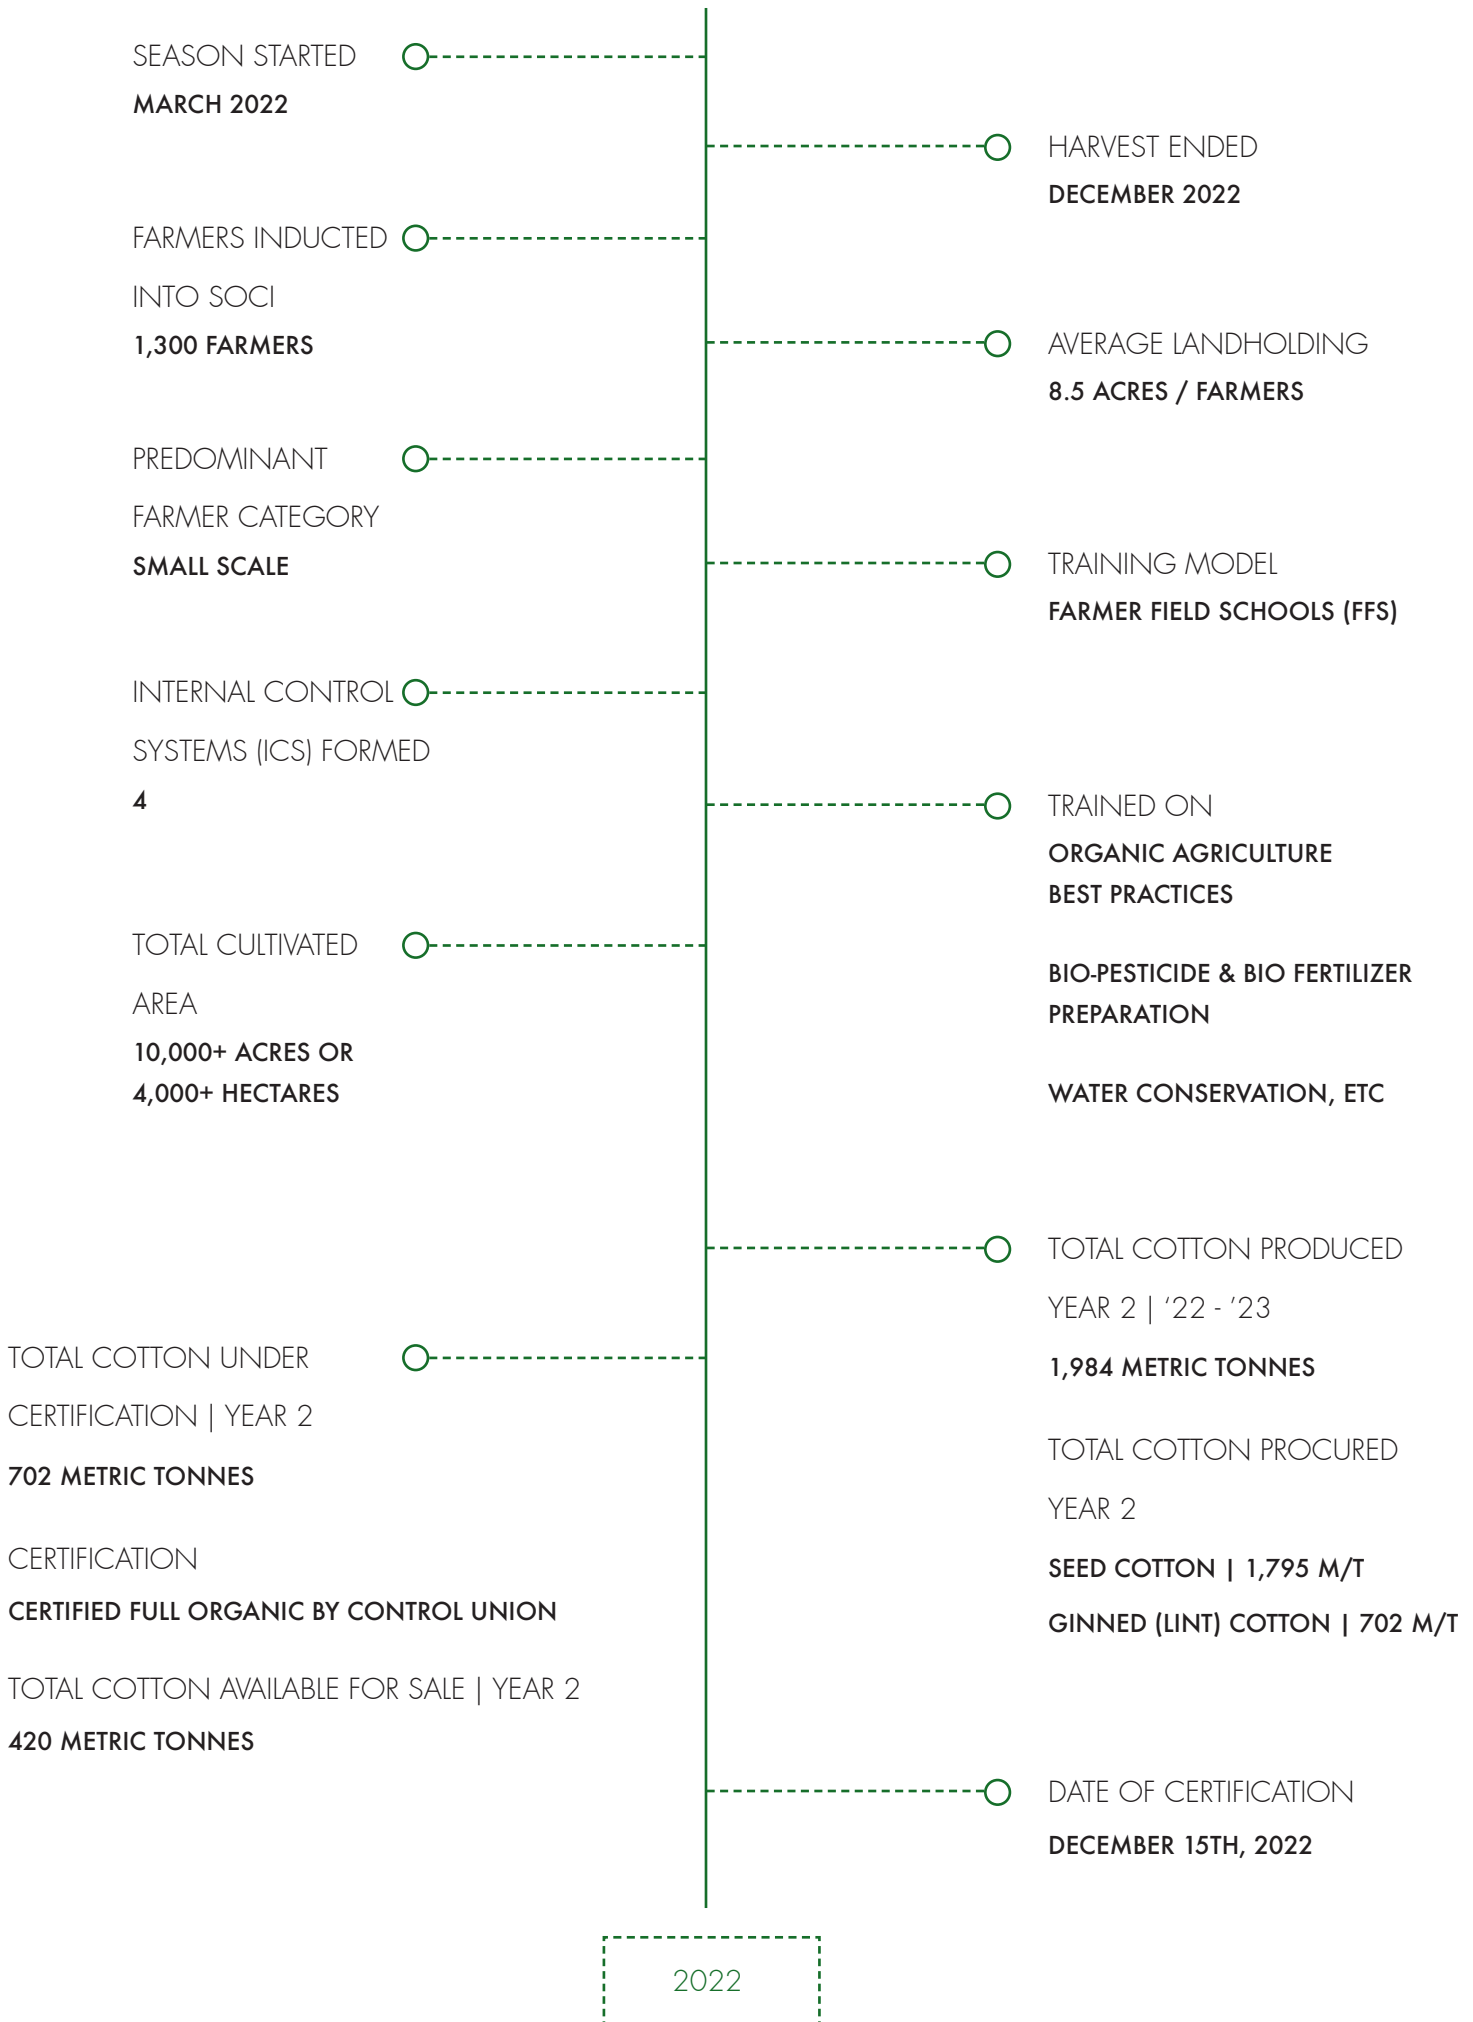 SEASON STARTED
MARCH 2022
HARVEST ENDED
DECEMBER 2022
FARMERS INDUCTED
INTO SOCI
1,300 FARMERS
AVERAGE LANDHOLDING
8.5 ACRES / FARMERS
PREDOMINANT
FARMER CATEGORY
SMALL SCALE
TRAINING MODEL
FARMER FIELD SCHOOLS (FFS)
INTERNAL CONTROL
SYSTEMS (ICS) FORMED
4
TRAINED ON
ORGANIC AGRICULTURE
BEST PRACTICES
BIO-PESTICIDE & BIO FERTILIZER
PREPARATION
WATER CONSERVATION, ETC
TOTAL CULTIVATED
AREA
10,000+ ACRES OR
4,000+ HECTARES
TOTAL COTTON PRODUCED
YEAR 2 | ‘22 - ’23
1,984 METRIC TONNES
TOTAL COTTON PROCURED
YEAR 2
SEED COTTON | 1,795 M/T
GINNED (LINT) COTTON | 702 M/T
TOTAL COTTON UNDER
CERTIFICATION | YEAR 2
702 METRIC TONNES
CERTIFICATION
CERTIFIED FULL ORGANIC BY CONTROL UNION
TOTAL COTTON AVAILABLE FOR SALE | YEAR 2
420 METRIC TONNES
DATE OF CERTIFICATION
DECEMBER 15TH, 2022
2022